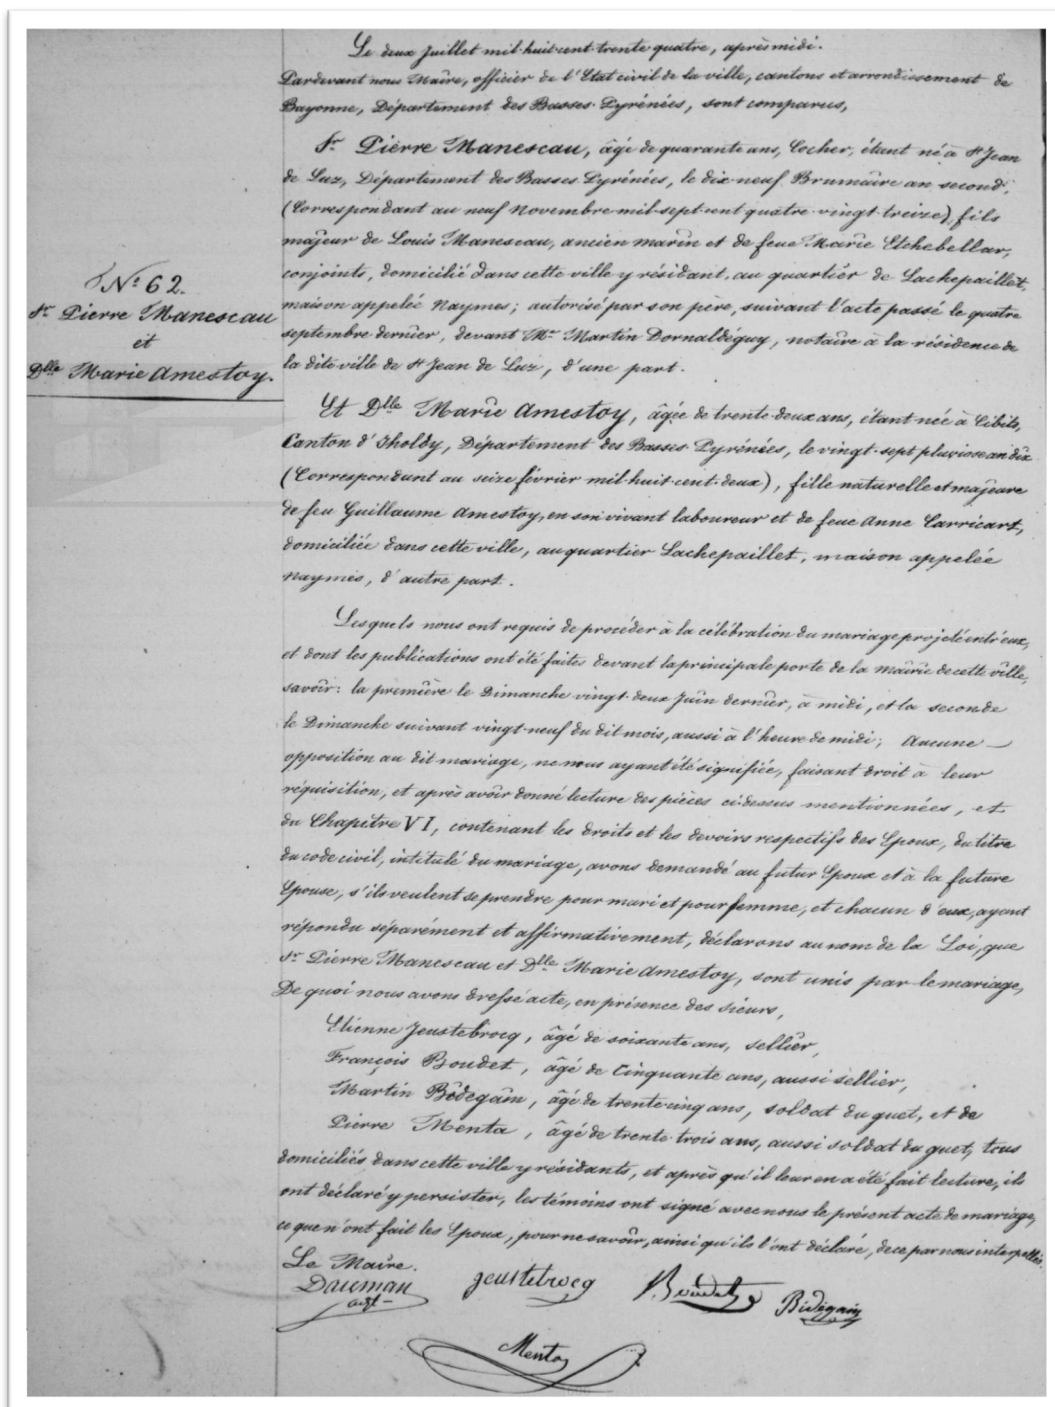 Le deux Juillet mil-huit-cent-trente quatre, après midi.
Pardevant nous Maire, officier de l'Etat civil de la ville, cantons et arrondissement de
Bayonne, Département des Basses-Pyrénées, sont comparus,
Sr. Pierre Manescau, âgé de quarante ans, Cocher, étant né à St Jean
de Luz, Département des Basses Pyrénées, le dix-neuf Brumaire an second,
(Correspondant au neuf Novembre mil-sept-cent quatre-vingt-treize), fils
majeur de Louis Manescau, ancien marin et de feue Marie Etchebellar,
conjoints, domicilié dans cette ville y résidant, au quartier de Lachepaillet,
maison appelée Naymes; autorisé par son père, suivant l'acte passé le quatre
septembre dernier, devant Me. Martin Dornaldéguy, notaire à la résidence de
la dite ville de St Jean de Luz, d'une part.
No. 62.
Sr. Pierre Manescau
et
Dlle Marie Amestoy.
Et Dlle Marie Amestoy, âgée de trente-deux ans, étant née à Cibits,
Canton d'Iholdy, Département des Basses-Pyrénées, le vingt-sept pluviose an dix
(Correspondant au seize février mil-huit-cent-deux), fille naturelle et majeure
de feu Guillaume Amestoy, en son vivant laboureur et de feue Anne Carricart,
domiciliée dans cette ville, au quartier Lachepaillet, maison appelée
Naymes, d'autre part.
Lesquels nous ont requis de procéder à la célébration du mariage projeté entr'eux,
et dont les publications ont été faites devant la principale porte de la mairie de cette ville,
savoir: la première le Dimanche vingt-deux Juin dernier, à midi, et la seconde
le Dimanche suivant vingt-neuf du dit mois, aussi à l'heure de midi; Aucune
opposition au dit mariage, ne nous ayant été signifiée, faisant droit à leur
réquisition, et après avoir donné lecture des pièces ci-dessus mentionnées, et
du Chapitre VI, contenant les droits et les devoirs respectifs des Epoux, du titre
du code civil, intitulé du mariage, avons demandé au futur Epoux et à la future
Epouse, s'ils veulent se prendre pour mari et pour femme, et chacun d'eux, ayant
répondu séparément et affirmativement, déclarons au nom de la Loi, que
Sr. Pierre Manescau et Dlle Marie Amestoy, sont unis par le mariage,
De quoi nous avons dressé acte, en présence des sieurs,
Etienne Jeustebrocq, âgé de soixante ans, sellier,
François Boudet, âgé de Cinquante ans, aussi sellier,
Martin Bidegain, âgé de trente-cinq ans, soldat du guet, et de
Pierre Menta, âgé de trente trois ans, aussi soldat du guet, tous
domiciliés dans cette ville y résidants, et après qu'il leur en a été fait lecture, ils
ont déclaré y persister, les témoins ont signé avec nous le présent acte de mariage,
ce que n'ont fait les Epoux, pour ne savoir, ainsi qu'ils l'ont déclaré, de ce par nous interpellés.
Le Maire.
jeustebrocq Boudet Bidegain
Menta